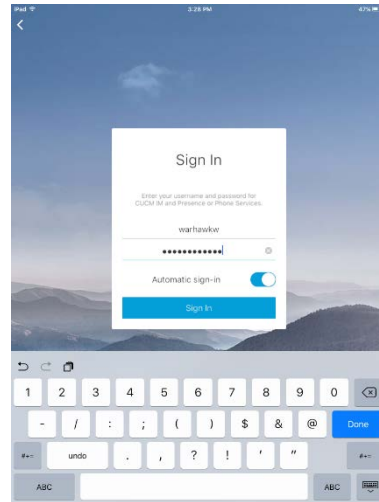 iPad 3:28 PM 47%
Sign In
Enter your username and password for
CUCM IM and Presence or Phone Services.
warhawkw
••••••••••••
Automatic sign-in
Sign In
1 2 3 4 5 6 7 8 9 0
- / : ; ( ) $ & @ Done
#+= undo . , ? ! ' " #+=
ABC ABC